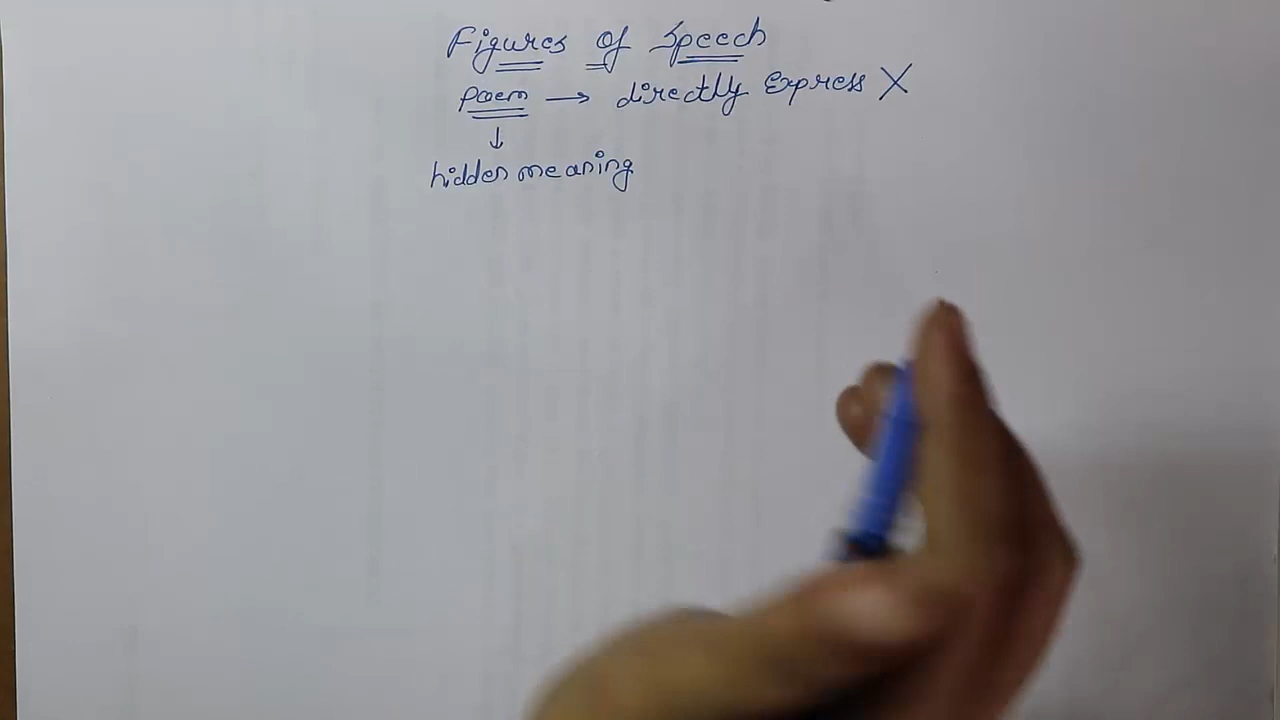 Figures of Speech
Poem → directly Express X
↓
hidden meaning